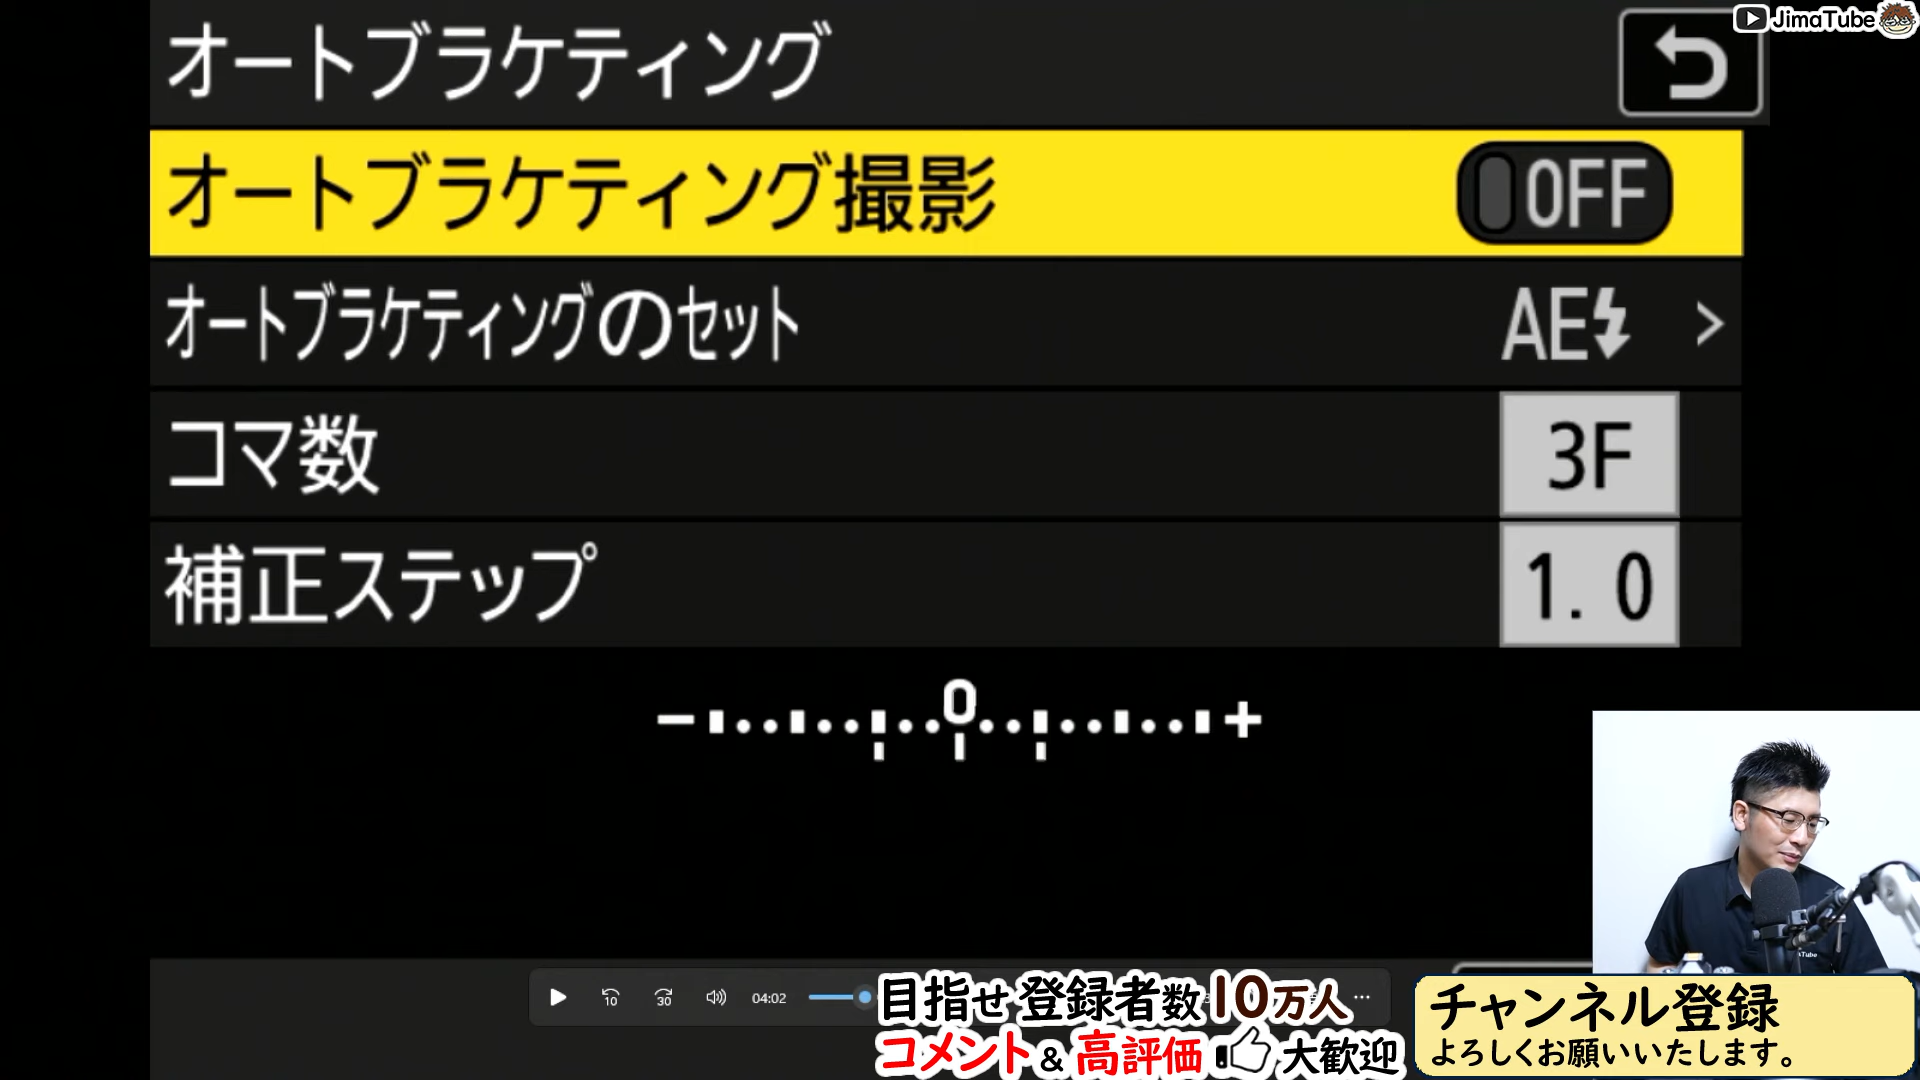 オートブラケティング
JimaTube
オートブラケティング撮影 OFF
オートブラケティングのセット AE >
コマ数 3F
補正ステップ 1.0
- 0 +
10 30 04:02
目指せ登録者数10万人
コメント&高評価大歓迎
チャンネル登録
よろしくお願いいたします。